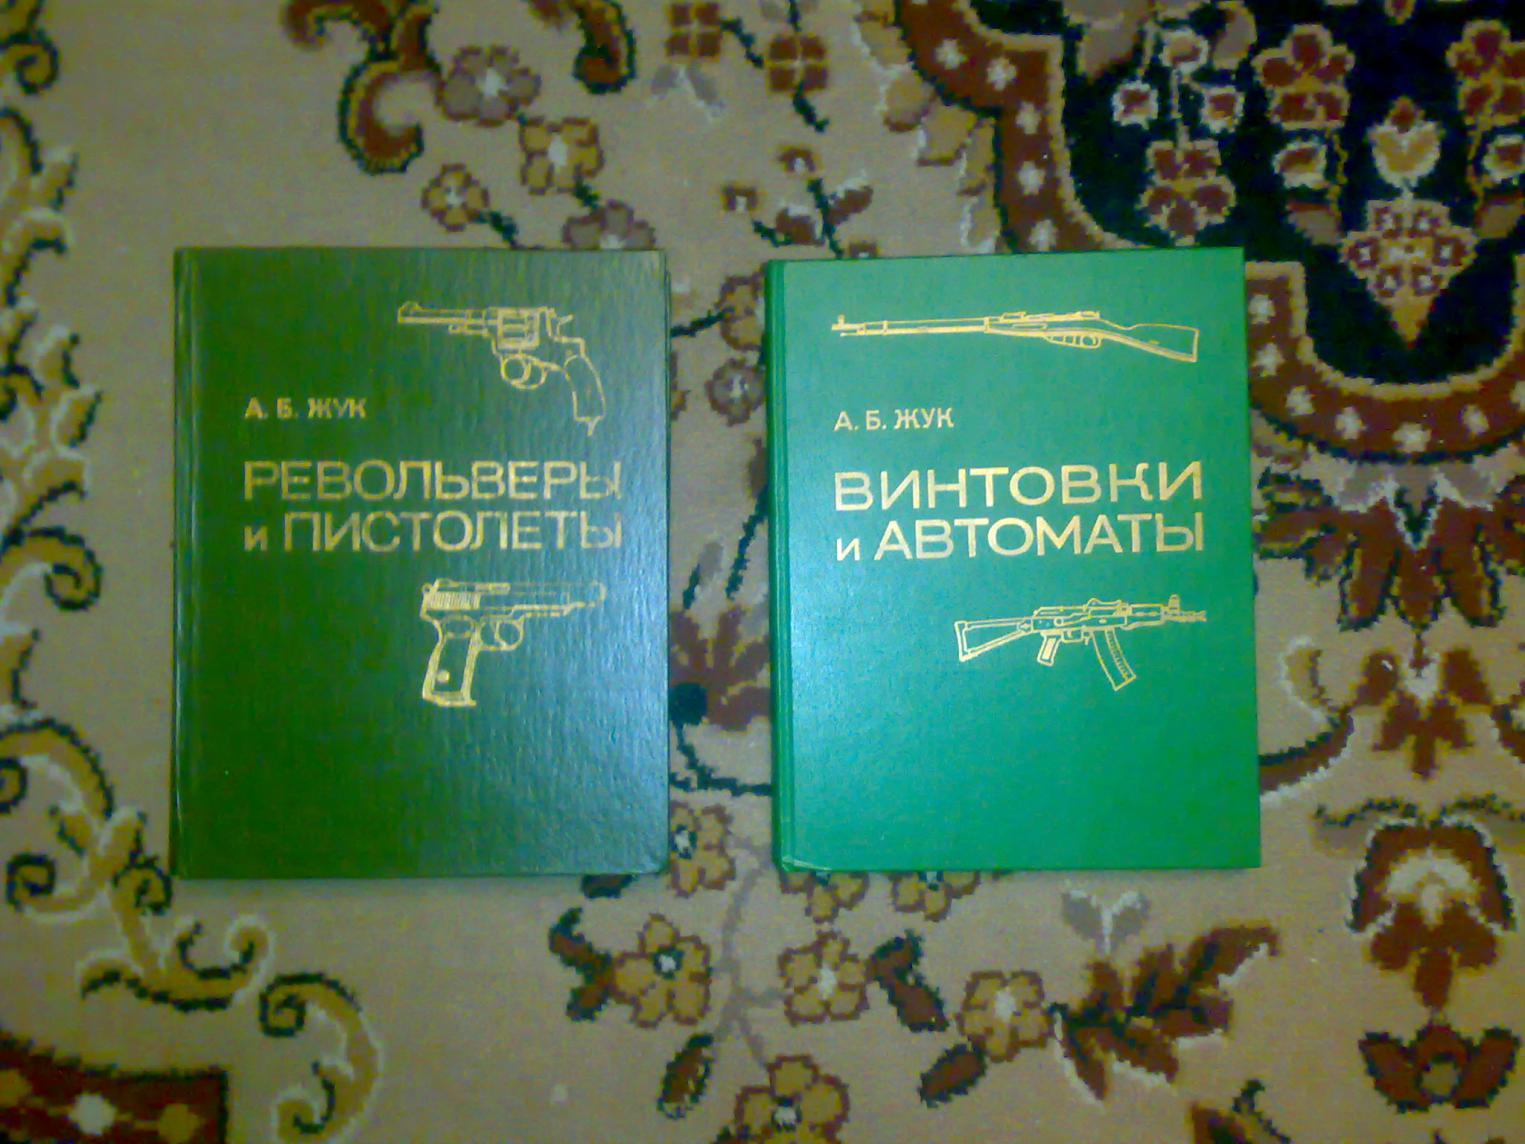 А. Б. ЖУК
РЕВОЛЬВЕРЫ
и ПИСТОЛЕТЫ
А. Б. ЖУК
ВИНТОВКИ
и АВТОМАТЫ